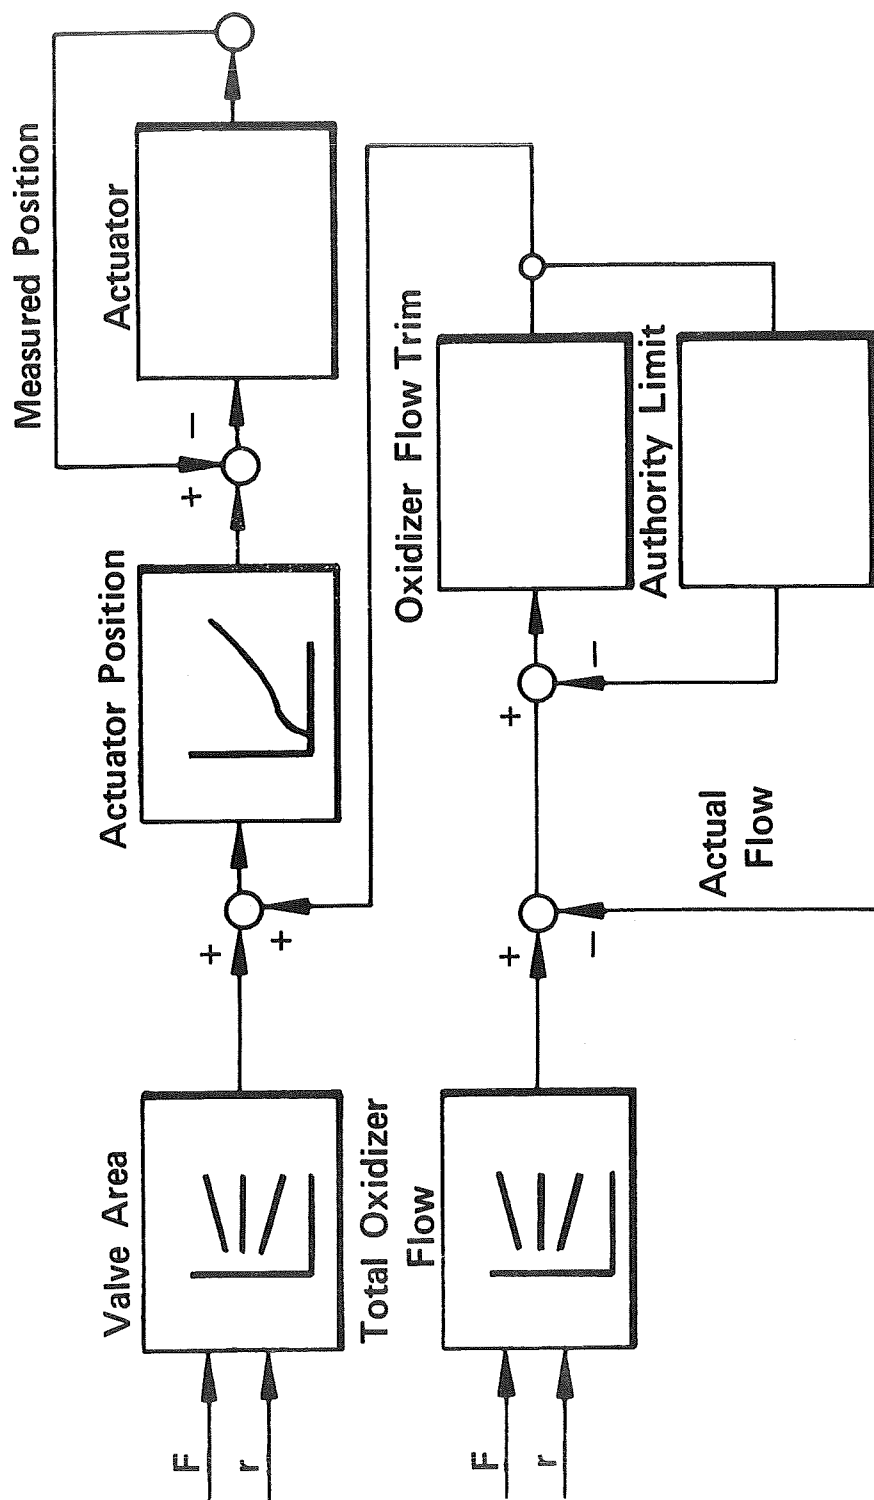 F
r
Valve Area
+
+
Actuator Position
+
−
Actuator
Measured Position
F
r
Total Oxidizer
Flow
+
−
Actual
Flow
+
−
Oxidizer Flow Trim
Authority Limit